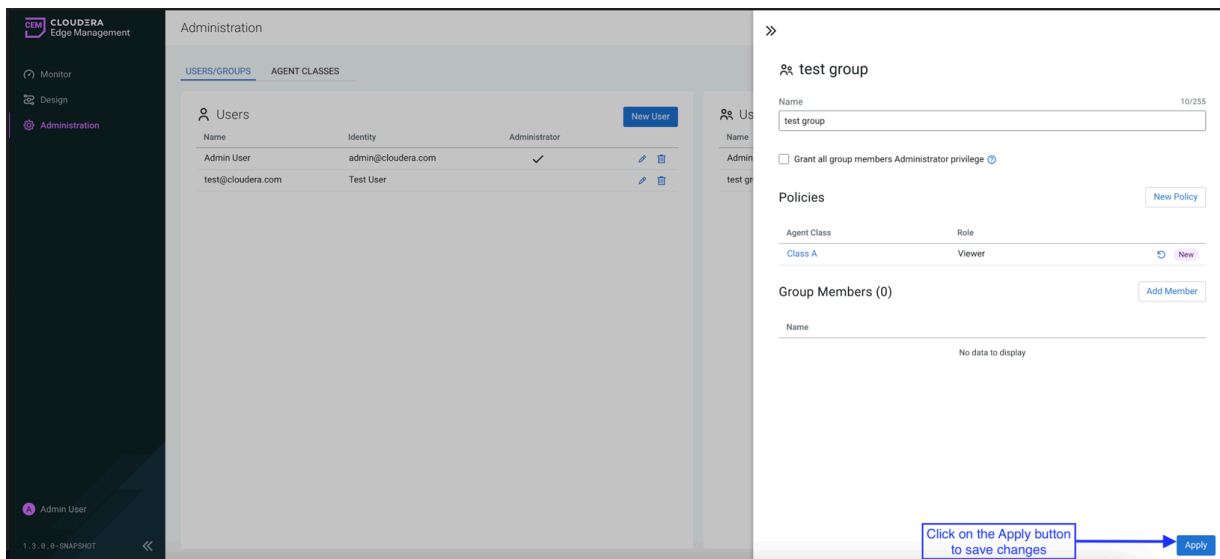 CEM CLOUDERA
Edge Management
Monitor
Design
Administration
A Admin User
1.3.0.0-SNAPSHOT
Administration
USERS/GROUPS AGENT CLASSES
Users New User
Name Identity Administrator
Admin User admin@cloudera.com
test@cloudera.com Test User
Us
Name
Admin
test gr
test group
Name 10/255
test group
Grant all group members Administrator privilege ?
Policies New Policy
Agent Class Role
Class A Viewer New
Group Members (0) Add Member
Name
No data to display
Click on the Apply button
to save changes
Apply